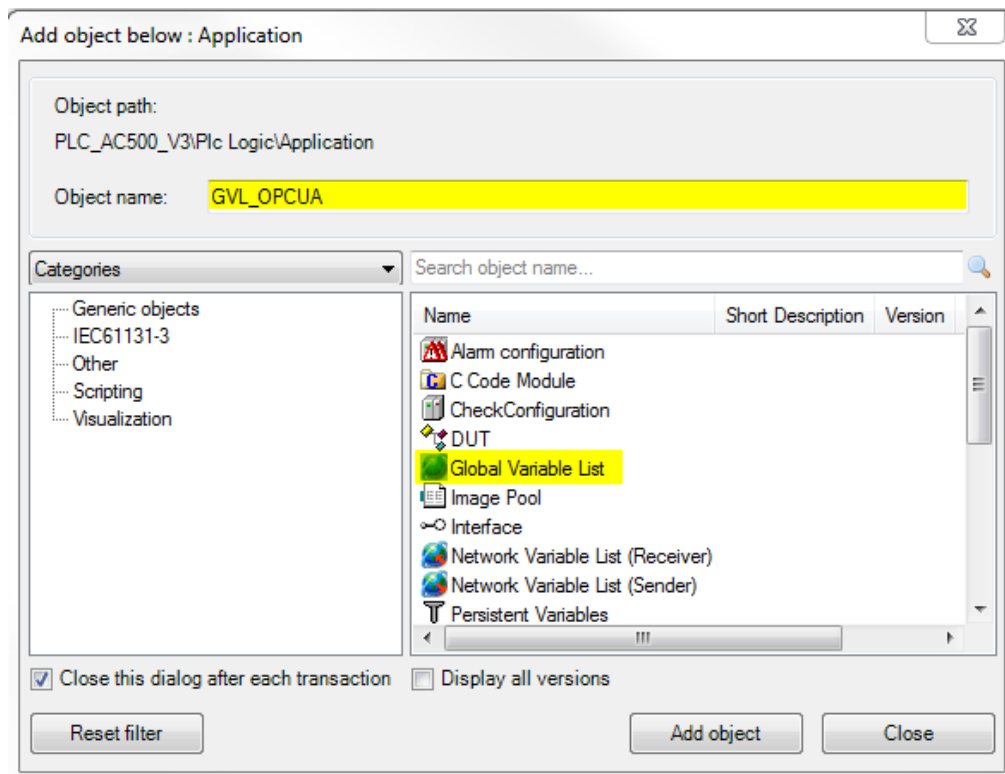 Add object below : Application
Object path:
PLC_AC500_V3\Plc Logic\Application
Object name: GVL_OPCUA
Categories
Search object name...
Generic objects
IEC61131-3
Other
Scripting
Visualization
Name Short Description Version
Alarm configuration
C Code Module
CheckConfiguration
DUT
Global Variable List
Image Pool
Interface
Network Variable List (Receiver)
Network Variable List (Sender)
Persistent Variables
Close this dialog after each transaction Display all versions
Reset filter Add object Close